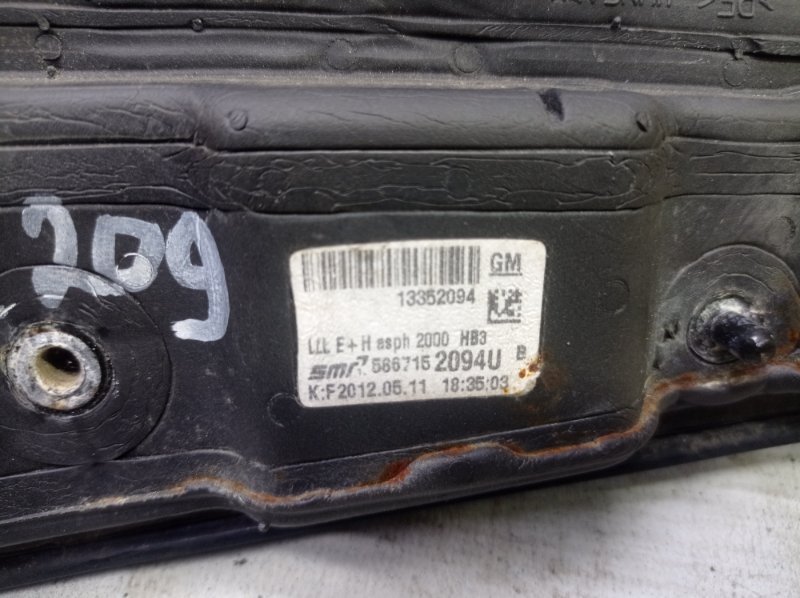 209
GM
13352094
LLL E+H asph 2000 HB3
smr 566715 2094U B
K:F2012.05.11 18:35:03